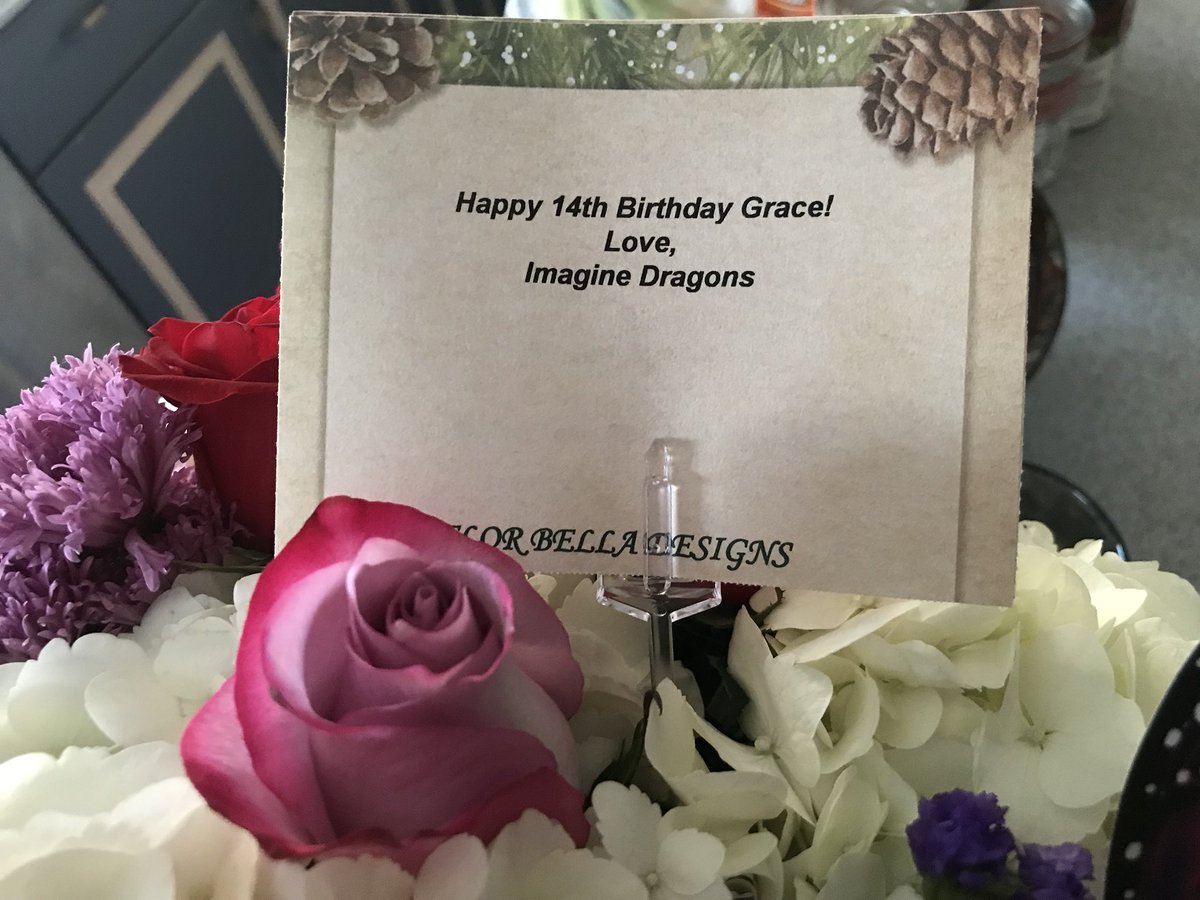 Happy 14th Birthday Grace!
Love,
Imagine Dragons
BELLA DESIGNS